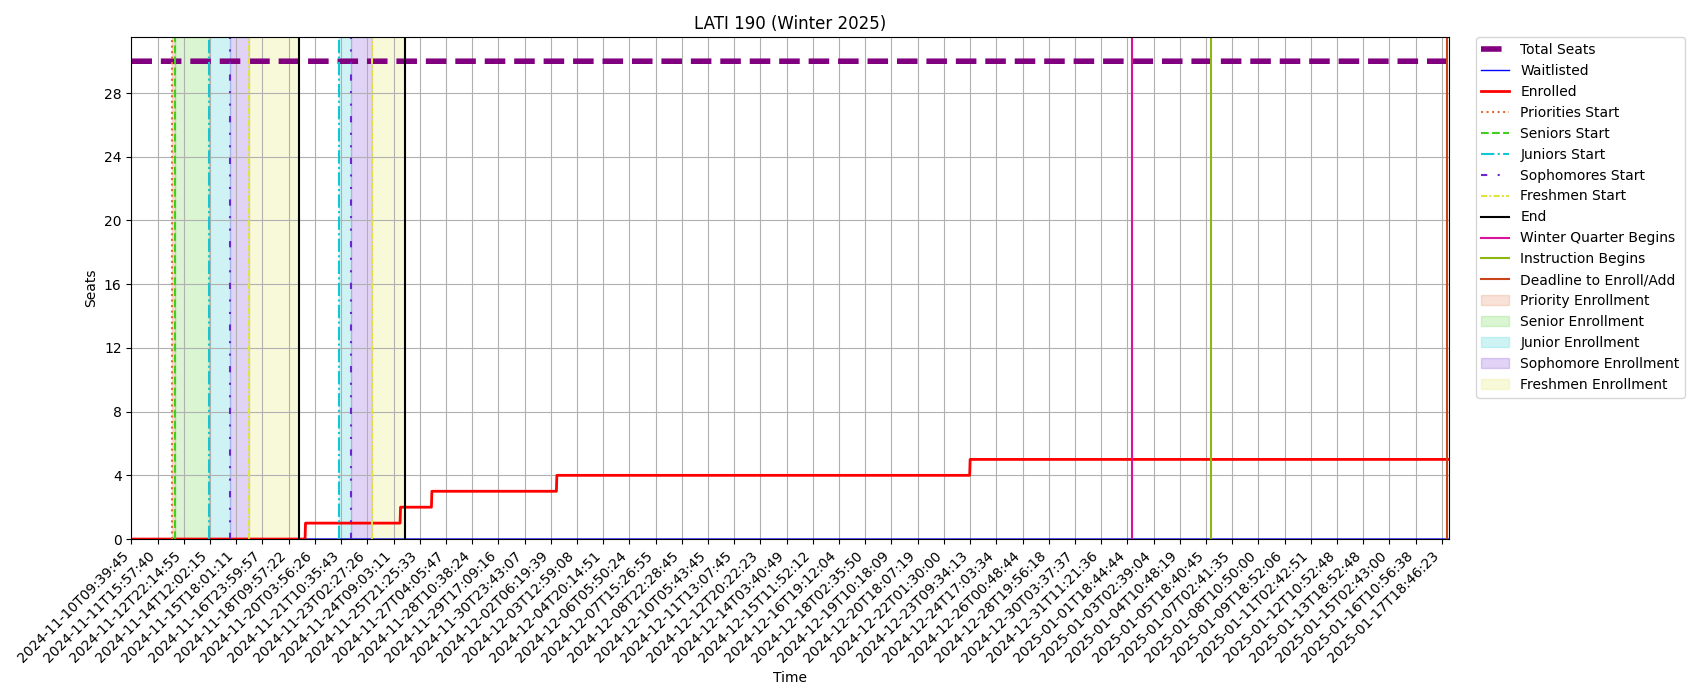 LATI 190 (Winter 2025)
Total Seats
Waitlisted
Enrolled
Priorities Start
Seniors Start
Juniors Start
Sophomores Start
Freshmen Start
End
Winter Quarter Begins
Instruction Begins
Deadline to Enroll/Add
Priority Enrollment
Senior Enrollment
Junior Enrollment
Sophomore Enrollment
Freshmen Enrollment
Seats
28
24
20
16
12
8
4
0
2024-11-10T09:39:45
2024-11-11T15:57:40
2024-11-12T22:14:55
2024-11-14T12:02:15
2024-11-15T18:01:11
2024-11-16T23:59:57
2024-11-18T09:57:22
2024-11-20T03:56:26
2024-11-21T10:35:43
2024-11-23T02:27:26
2024-11-24T09:03:11
2024-11-25T21:25:33
2024-11-27T04:05:47
2024-11-28T10:38:24
2024-11-29T17:09:16
2024-11-30T23:43:07
2024-12-02T06:19:39
2024-12-03T12:59:08
2024-12-04T20:14:51
2024-12-06T05:50:24
2024-12-07T15:26:55
2024-12-08T22:28:45
2024-12-10T05:43:45
2024-12-11T13:07:45
2024-12-12T20:22:23
2024-12-14T03:40:49
2024-12-15T11:52:12
2024-12-16T19:12:04
2024-12-18T02:35:50
2024-12-19T10:18:09
2024-12-20T18:07:19
2024-12-22T01:30:00
2024-12-23T09:34:13
2024-12-24T17:03:34
2024-12-26T00:48:44
2024-12-28T19:56:18
2024-12-30T03:37:37
2024-12-31T11:21:36
2025-01-01T18:44:44
2025-01-03T02:39:04
2025-01-04T10:48:19
2025-01-05T18:40:45
2025-01-07T02:41:35
2025-01-08T10:50:00
2025-01-09T18:52:06
2025-01-11T02:42:51
2025-01-12T10:52:48
2025-01-13T18:52:48
2025-01-15T02:43:00
2025-01-16T10:56:38
2025-01-17T18:46:23
Time